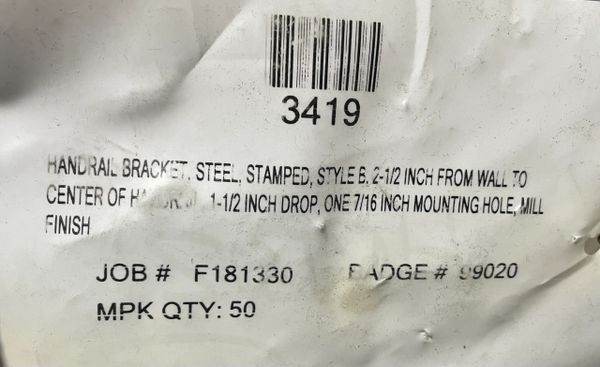 3419
HANDRAIL BRACKET, STEEL, STAMPED, STYLE B, 2-1/2 INCH FROM WALL TO
CENTER OF 1-1/2 INCH DROP, ONE 7/16 INCH MOUNTING HOLE, MILL
FINISH
JOB # F181330 BADGE #
MPK QTY: 50